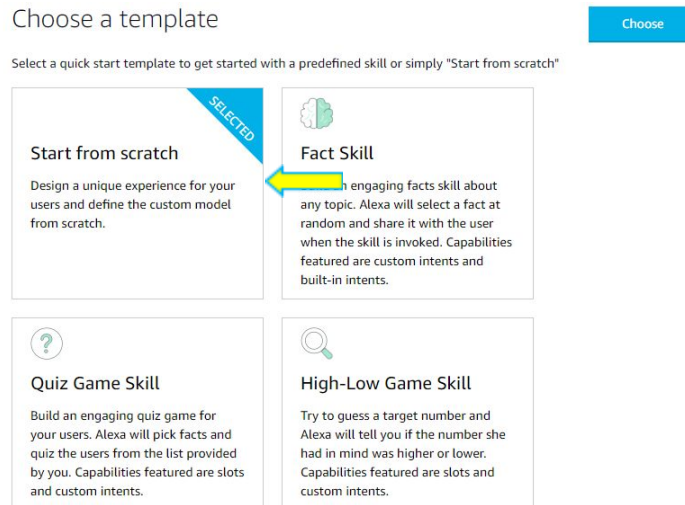 Choose a template
Choose
Select a quick start template to get started with a predefined skill or simply "Start from scratch"
SELECTED
Start from scratch
Design a unique experience for your
users and define the custom model
from scratch.
Fact Skill
engaging facts skill about
any topic. Alexa will select a fact at
random and share it with the user
when the skill is invoked. Capabilities
featured are custom intents and
built-in intents.
?
Quiz Game Skill
Build an engaging quiz game for
your users. Alexa will pick facts and
quiz the users from the list provided
by you. Capabilities featured are slots
and custom intents.
High-Low Game Skill
Try to guess a target number and
Alexa will tell you if the number she
had in mind was higher or lower.
Capabilities featured are slots and
custom intents.